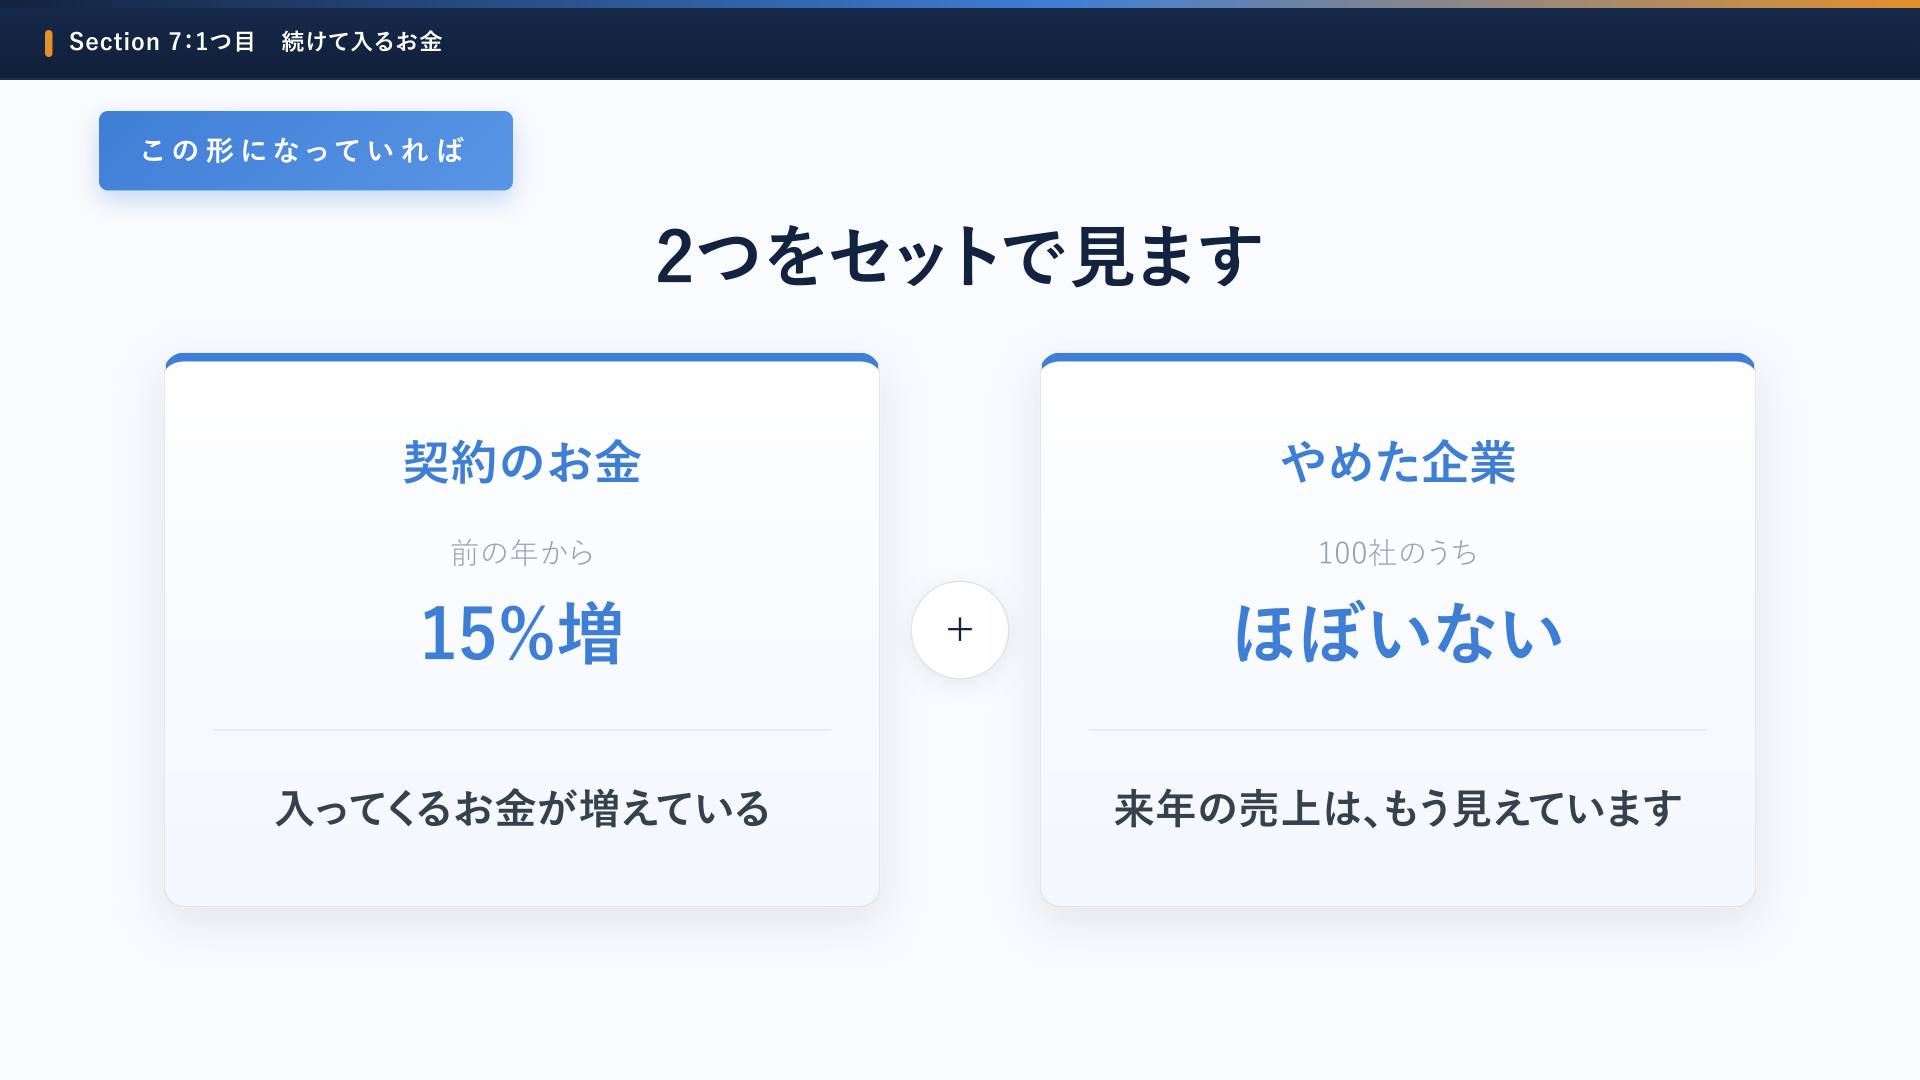 Section 7：1つ目　続けて入るお金
この形になっていれば
2つをセットで見ます
契約のお金
前の年から
15%増
入ってくるお金が増えている
+
やめた企業
100社のうち
ほぼいない
来年の売上は、もう見えています